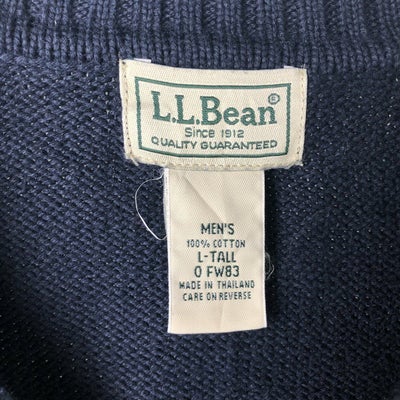 L.L.Bean®
Since 1912
QUALITY GUARANTEED
MEN'S
100% COTTON
L-TALL
0 FW83
MADE IN THAILAND
CARE ON REVERSE